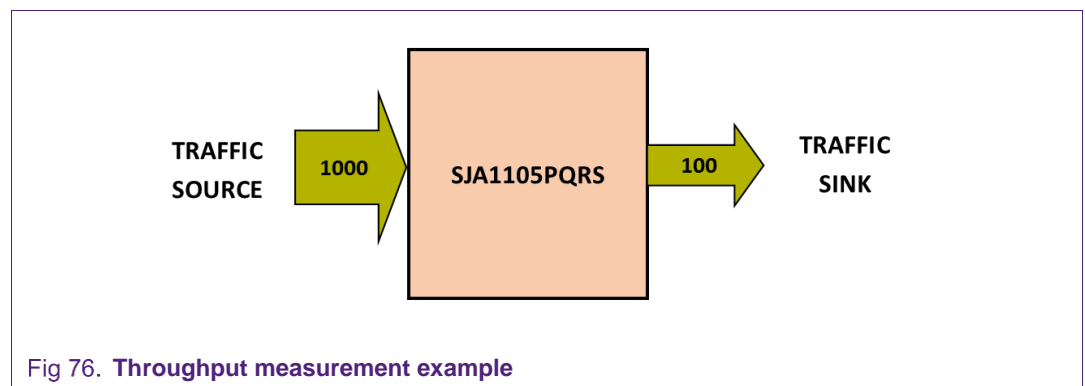 TRAFFIC
SOURCE
1000
SJA1105PQRS
100
TRAFFIC
SINK
Fig 76. Throughput measurement example